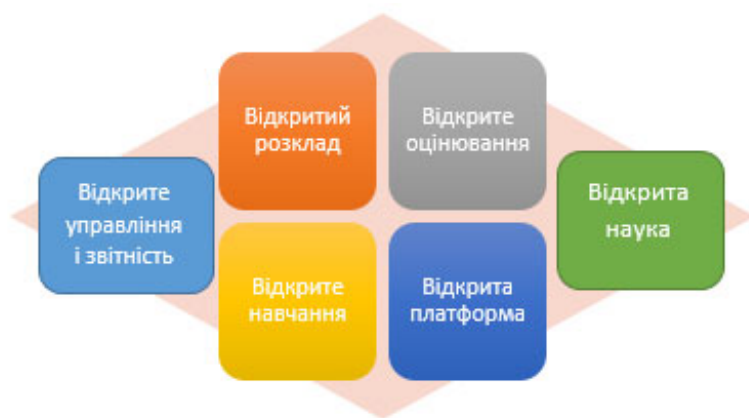 Відкритий
розклад
Відкрите
оцінювання
Відкрите
управління
і звітність
Відкрита
наука
Відкрите
навчання
Відкрита
платформа